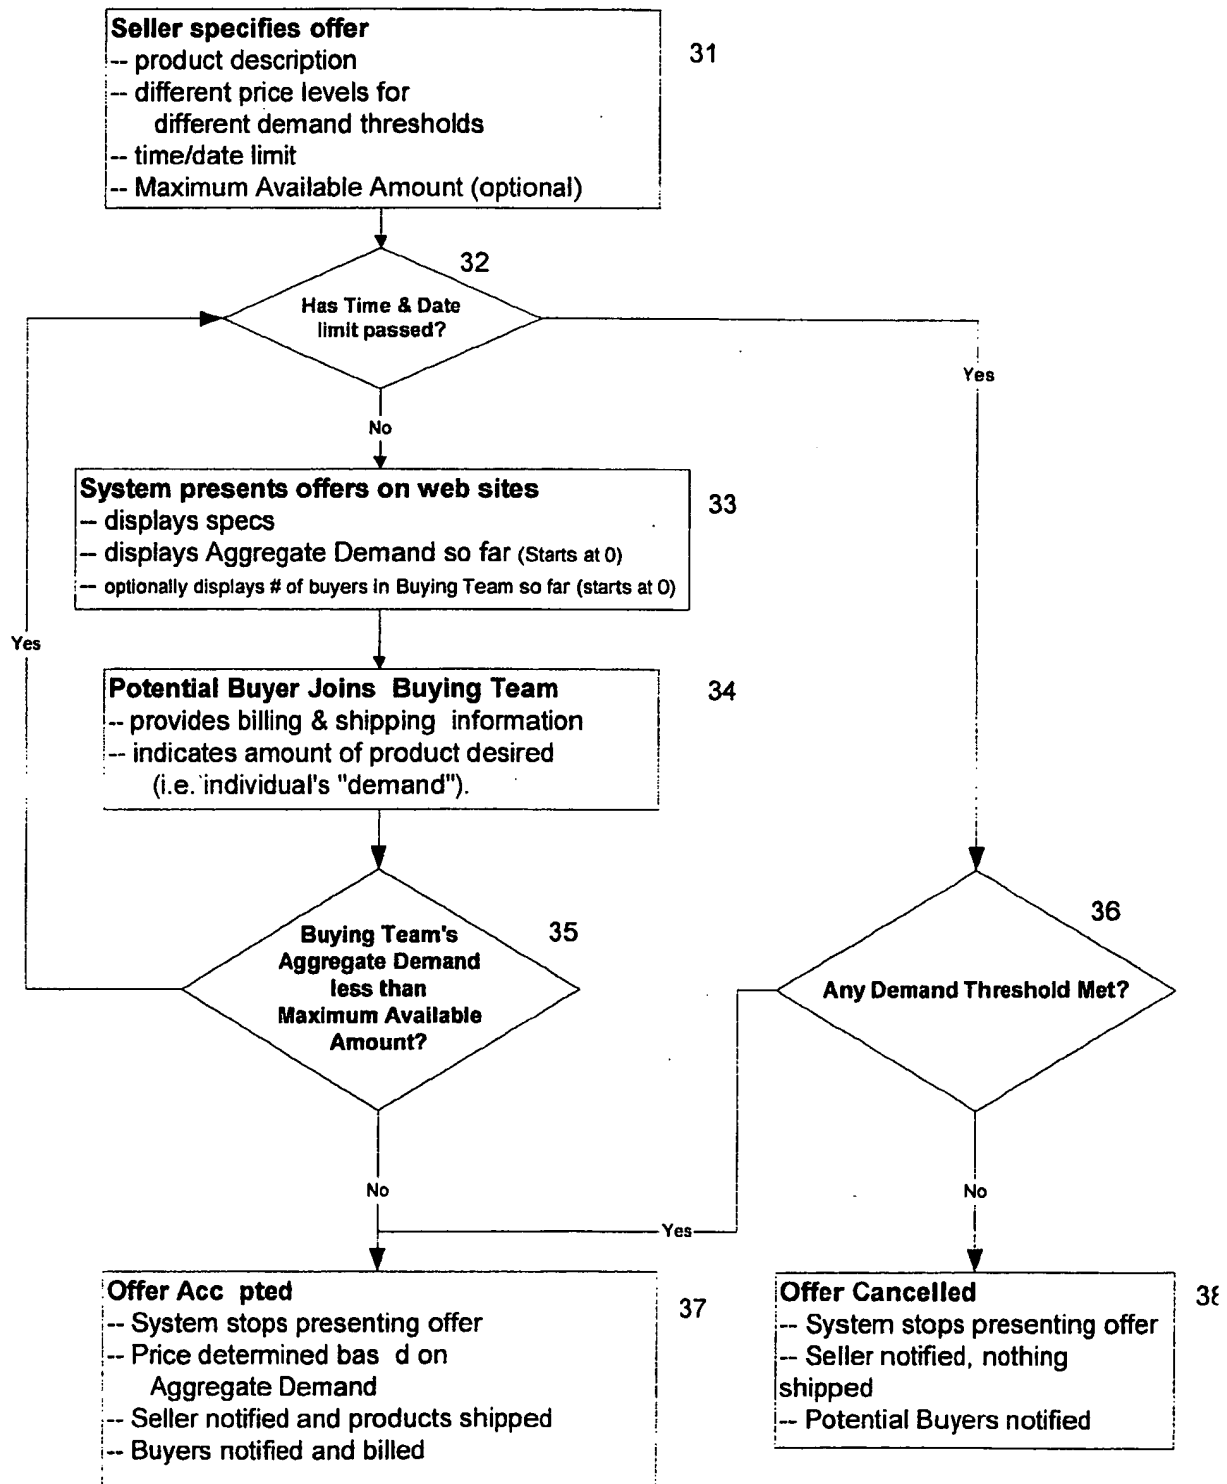 Seller specifies offer
-- product description
-- different price levels for
different demand thresholds
-- time/date limit
-- Maximum Available Amount (optional)
31
32
Has Time & Date
limit passed?
Yes
No
System presents offers on web sites
-- displays specs
-- displays Aggregate Demand so far (Starts at 0)
-- optionally displays # of buyers in Buying Team so far (starts at 0)
33
Yes
Potential Buyer Joins Buying Team
-- provides billing & shipping information
-- indicates amount of product desired
(i.e. individual's "demand").
34
Buying Team's
Aggregate Demand
less than
Maximum Available
Amount?
35
36
Any Demand Threshold Met?
No
Yes
No
Offer Acc pted
-- System stops presenting offer
-- Price determined bas d on
Aggregate Demand
-- Seller notified and products shipped
-- Buyers notified and billed
37
Offer Cancelled
-- System stops presenting offer
-- Seller notified, nothing
shipped
-- Potential Buyers notified